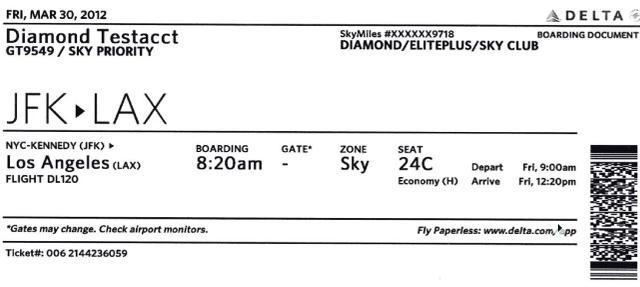 FRI, MAR 30, 2012
DELTA
Diamond Testacct
SkyMiles #XXXXXX9718
BOARDING DOCUMENT
GT9549 / SKY PRIORITY
DIAMOND/ELITEPLUS/SKY CLUB
JFK▸LAX
NYC-KENNEDY (JFK) ▸
BOARDING GATE* ZONE SEAT
Los Angeles (LAX) 8:20am - Sky 24C Depart Fri, 9:00am
FLIGHT DL120 Economy (H) Arrive Fri, 12:20pm
*Gates may change. Check airport monitors. Fly Paperless: www.delta.com/
Ticket#: 006 2144236059